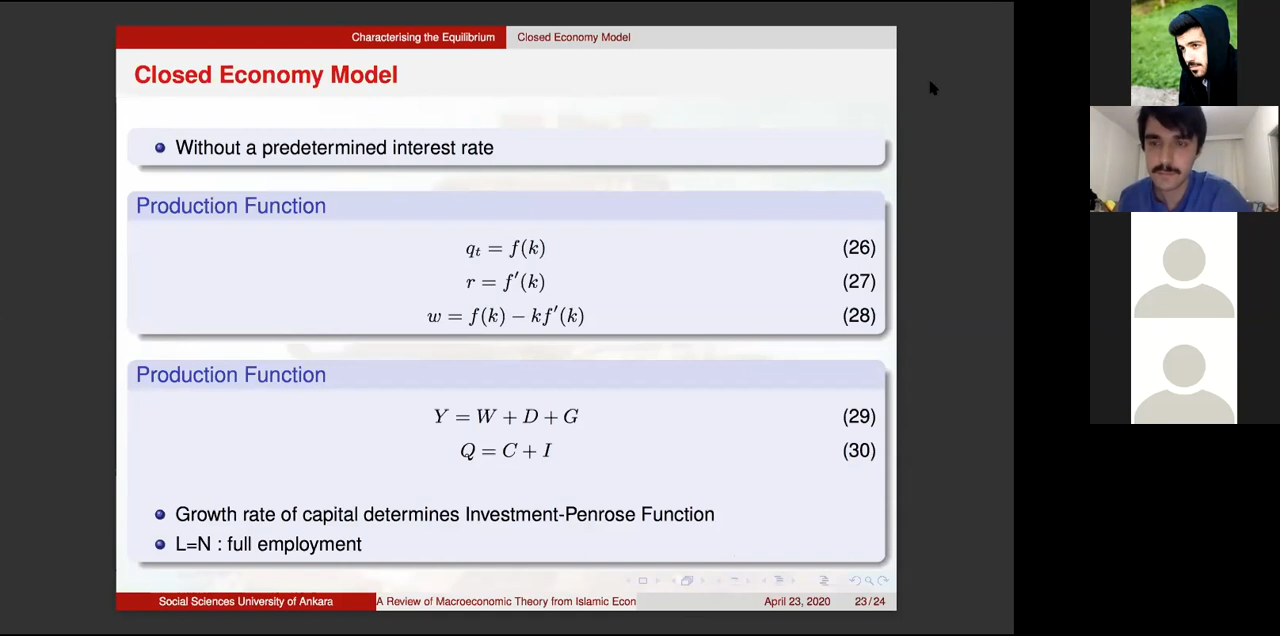 Characterising the Equilibrium Closed Economy Model
Closed Economy Model
Without a predetermined interest rate
Production Function
qₜ = f(k) (26)
r = f′(k) (27)
w = f(k) − kf′(k) (28)
Production Function
Y = W + D + G (29)
Q = C + I (30)
Growth rate of capital determines Investment-Penrose Function
L=N : full employment
Social Sciences University of Ankara A Review of Macroeconomic Theory from Islamic Econ April 23, 2020 23/24